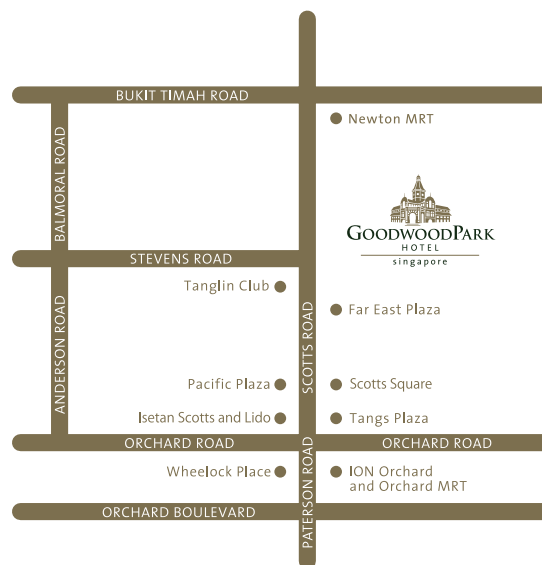 BUKIT TIMAH ROAD
Newton MRT
BALMORAL ROAD
GOODWOODPARK
HOTEL
singapore
STEVENS ROAD
Tanglin Club
Far East Plaza
SCOTTS ROAD
ANDERSON ROAD
Pacific Plaza
Scotts Square
Isetan Scotts and Lido
Tangs Plaza
ORCHARD ROAD
ORCHARD ROAD
Wheelock Place
ION Orchard
and Orchard MRT
PATERSON ROAD
ORCHARD BOULEVARD